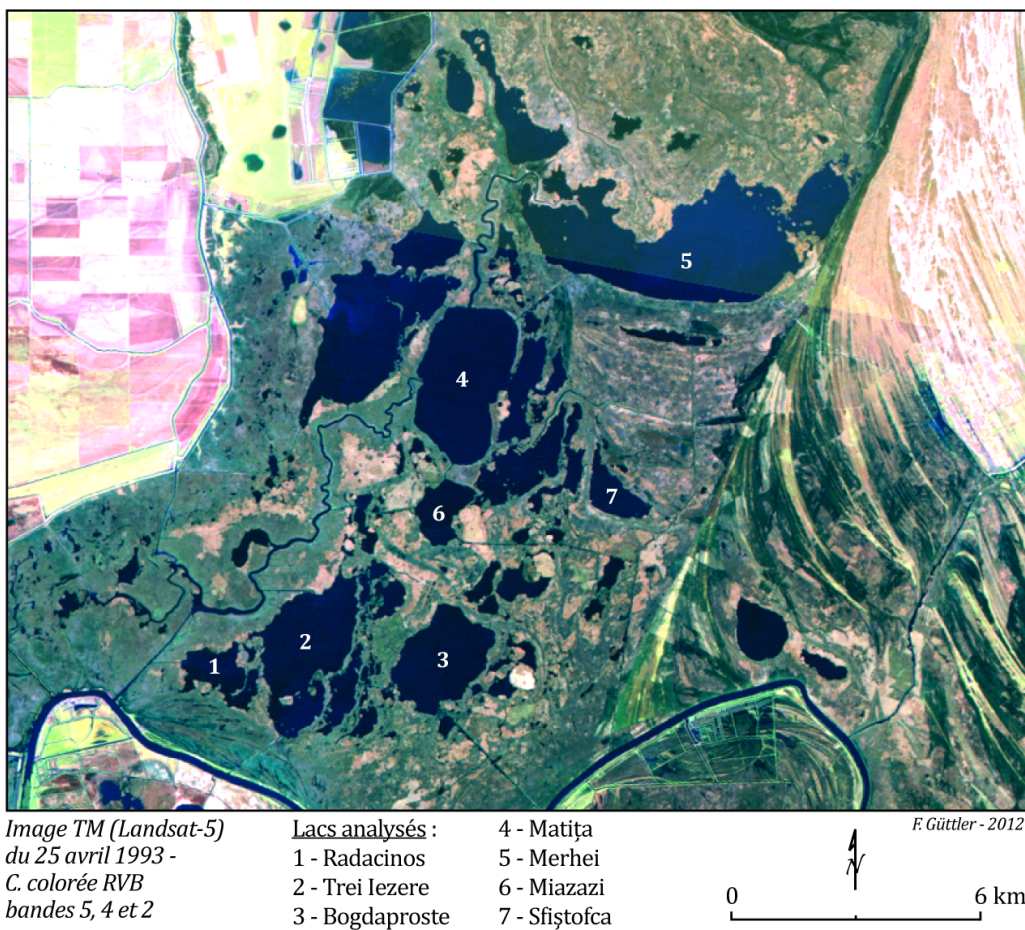 5
4
7
6
2
1
3
Image TM (Landsat-5)
du 25 avril 1993 -
C. colorée RVB
bandes 5, 4 et 2
Lacs analysés :
1 - Radacinos
2 - Trei Iezere
3 - Bogdaproste
4 - Matița
5 - Merhei
6 - Miazazi
7 - Sfiștofca
F. Güttler - 2012
N
0 6 km